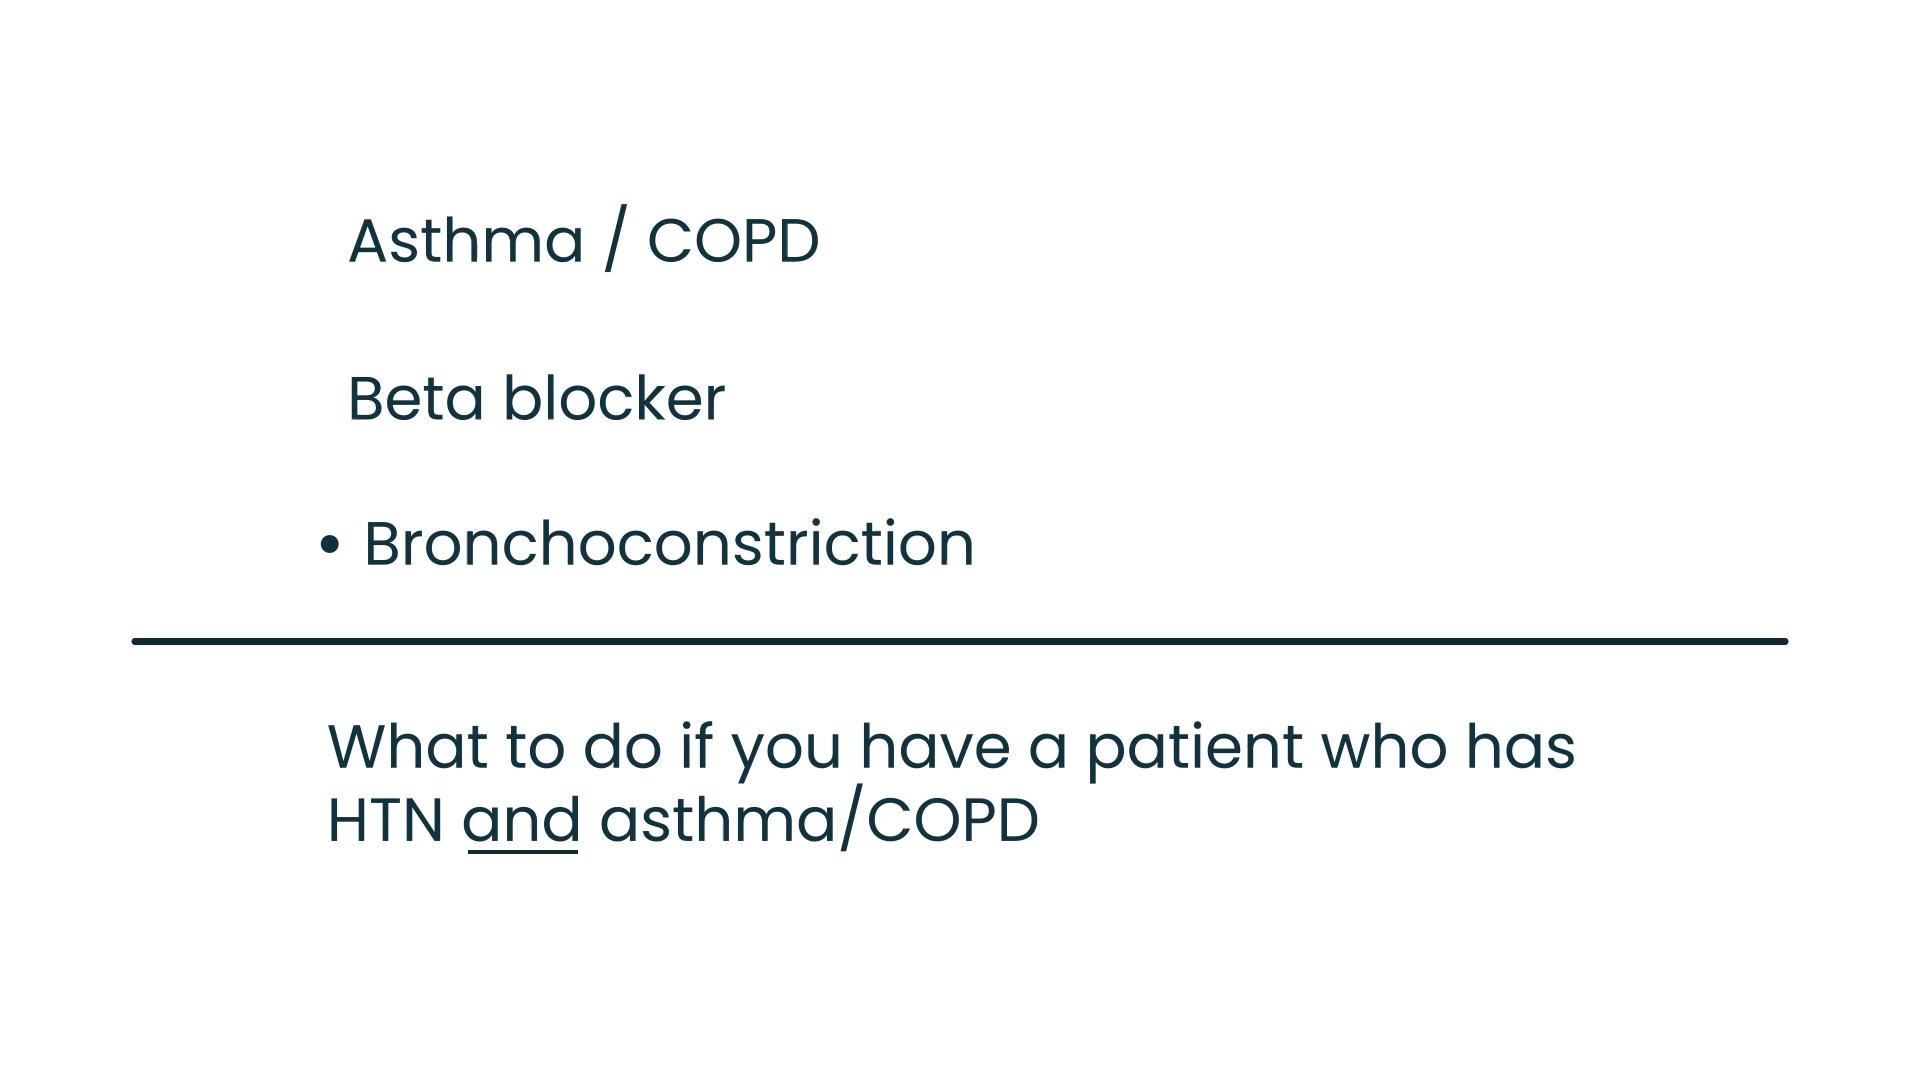 Asthma / COPD
Beta blocker
• Bronchoconstriction
What to do if you have a patient who has
HTN and asthma/COPD